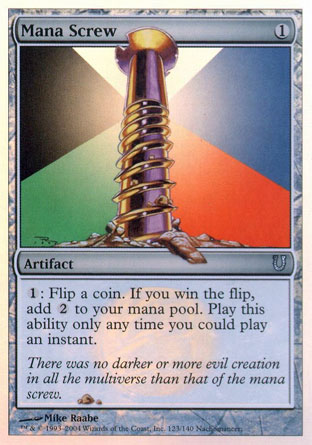 Mana Screw 1
Artifact
1: Flip a coin. If you win the flip,
add 2 to your mana pool. Play this
ability only any time you could play
an instant.
There was no darker or more evil creation
in all the multiverse than that of the mana
screw.
Mike Raabe
™ & © 1993–2004 Wizards of the Coast, Inc. 123/140